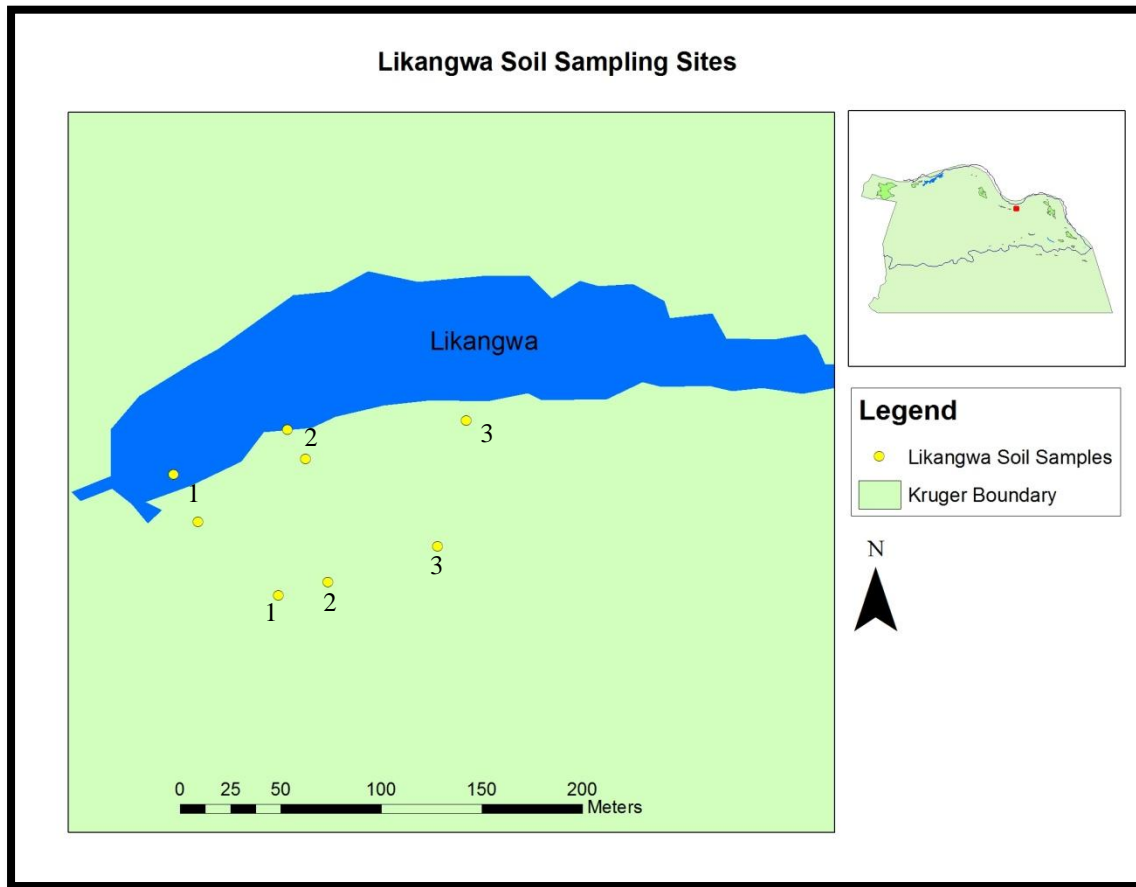 Likangwa Soil Sampling Sites
Likangwa
2
3
1
3
1
2
0 25 50 100 150 200
Meters
Legend
Likangwa Soil Samples
Kruger Boundary
N